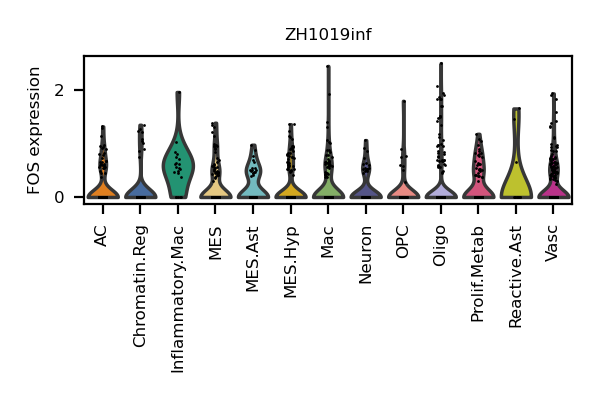 ZH1019inf
FOS expression
2
0
AC
Chromatin.Reg
Inflammatory.Mac
MES
MES.Ast
MES.Hyp
Mac
Neuron
OPC
Oligo
Prolif.Metab
Reactive.Ast
Vasc